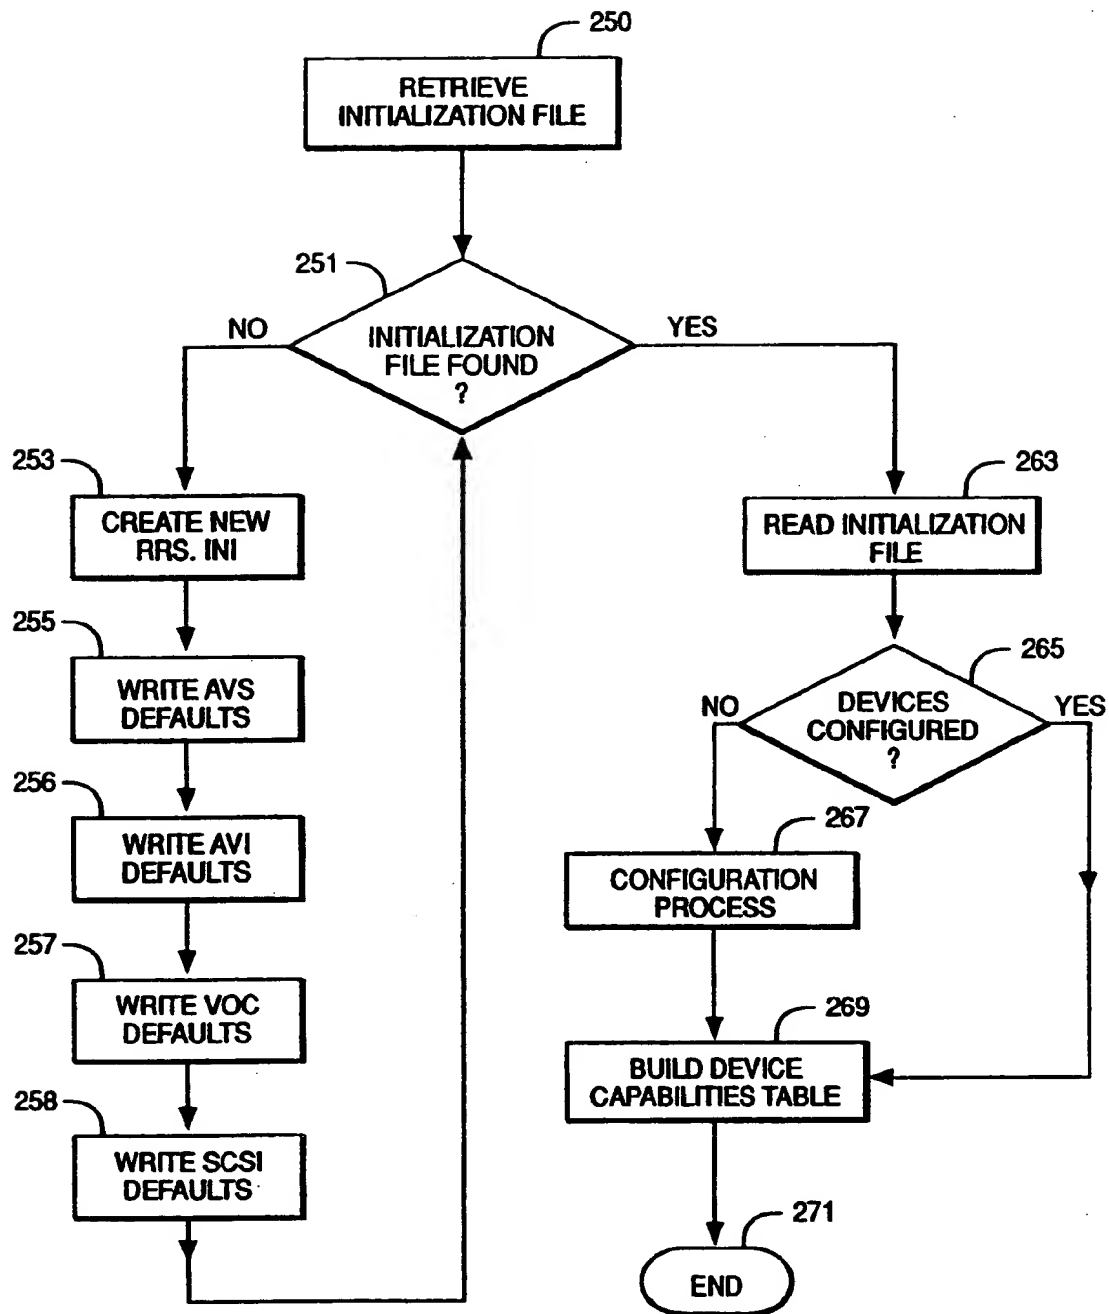 250
RETRIEVE
INITIALIZATION FILE
251
INITIALIZATION
FILE FOUND
?
NO
YES
253
CREATE NEW
RRS. INI
255
WRITE AVS
DEFAULTS
256
WRITE AVI
DEFAULTS
257
WRITE VOC
DEFAULTS
258
WRITE SCSI
DEFAULTS
263
READ INITIALIZATION
FILE
265
DEVICES
CONFIGURED
?
NO
YES
267
CONFIGURATION
PROCESS
269
BUILD DEVICE
CAPABILITIES TABLE
271
END